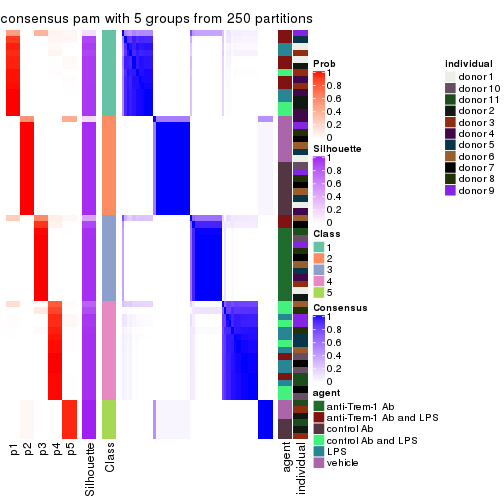 consensus pam with 5 groups from 250 partitions
Prob
1
0.8
0.6
0.4
0.2
0
Silhouette
1
0.8
0.6
0.4
0.2
0
Class
1
2
3
4
5
Consensus
1
0.8
0.6
0.4
0.2
0
agent
anti-Trem-1 Ab
anti-Trem-1 Ab and LPS
control Ab
control Ab and LPS
LPS
vehicle
individual
donor 1
donor 10
donor 11
donor 2
donor 3
donor 4
donor 5
donor 6
donor 7
donor 8
donor 9
p1
p2
p3
p4
p5
Silhouette
Class
agent
individual